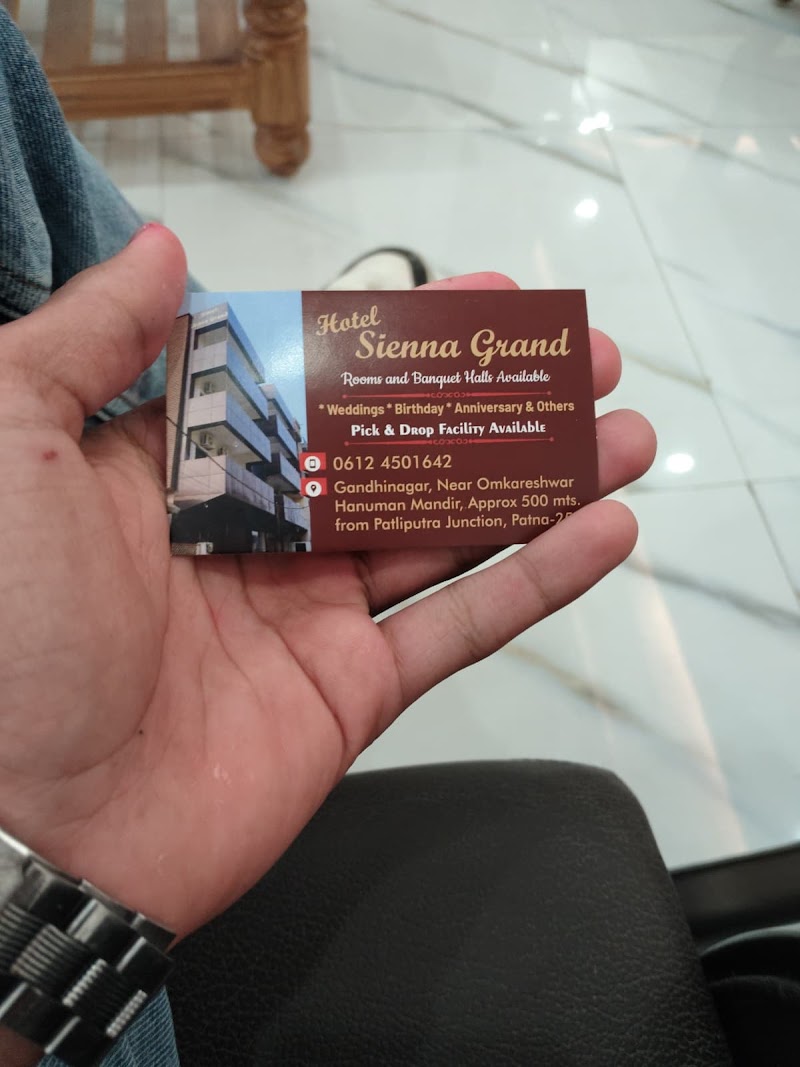 Hotel
Sienna Grand
Rooms and Banquet Halls Available
* Weddings * Birthday * Anniversary & Others
Pick & Drop Facility Available
0612 4501642
Gandhinagar, Near Omkareshwar
Hanuman Mandir, Approx 500 mts.
from Patliputra Junction, Patna-25